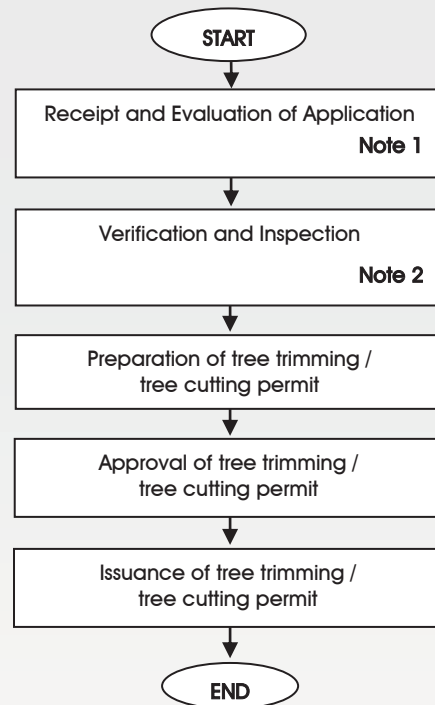 START
Receipt and Evaluation of Application
Note 1
Verification and Inspection
Note 2
Preparation of tree trimming /
tree cutting permit
Approval of tree trimming /
tree cutting permit
Issuance of tree trimming /
tree cutting permit
END